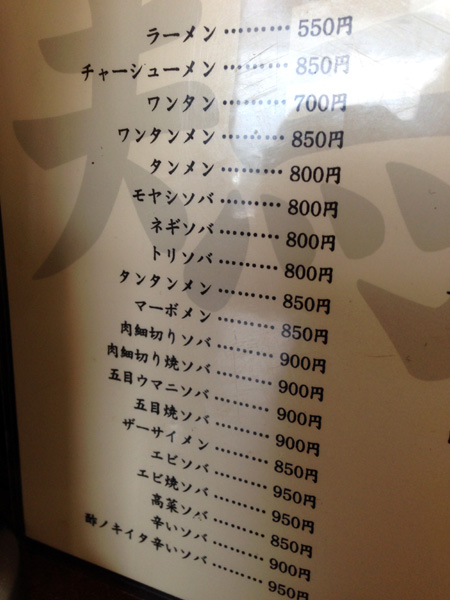 ラーメン………550円
チャーシューメン………850円
ワンタン………700円
ワンタンメン………850円
タンメン………800円
モヤシソバ………800円
ネギソバ………800円
トリソバ………800円
タンタンメン………850円
マーボメン………850円
肉細切りソバ………900円
肉細切り焼ソバ………900円
五目ウマニソバ………900円
五目焼ソバ………900円
ザーサイメン………850円
エビソバ………950円
エビ焼ソバ………950円
高菜ソバ………850円
辛いソバ………900円
酢ノキイタ辛いソバ………950円